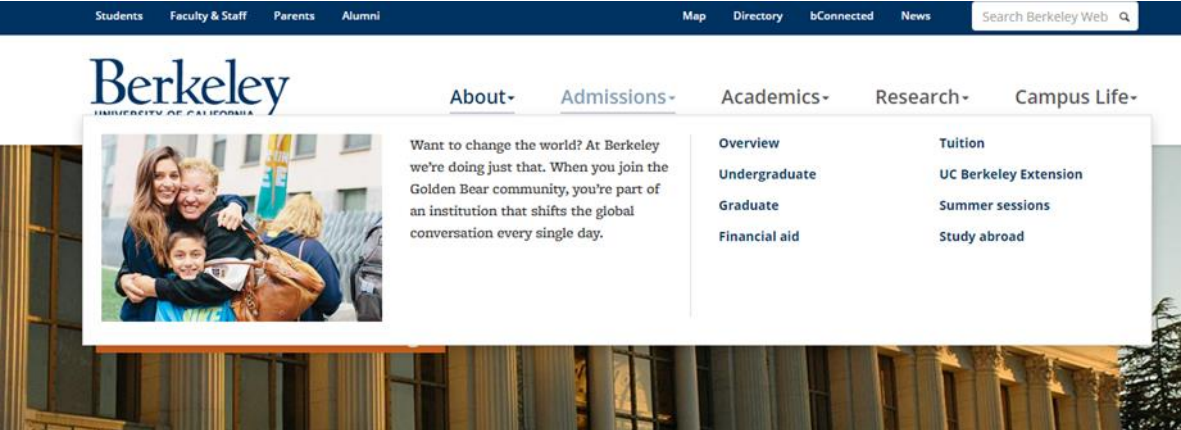 Students Faculty & Staff Parents Alumni Map Directory bConnected News Search Berkeley Web
Berkeley
UNIVERSITY OF CALIFORNIA
About Admissions Academics Research Campus Life
Want to change the world? At Berkeley
we're doing just that. When you join the
Golden Bear community, you're part of
an institution that shifts the global
conversation every single day.
Overview
Undergraduate
Graduate
Financial aid
Tuition
UC Berkeley Extension
Summer sessions
Study abroad